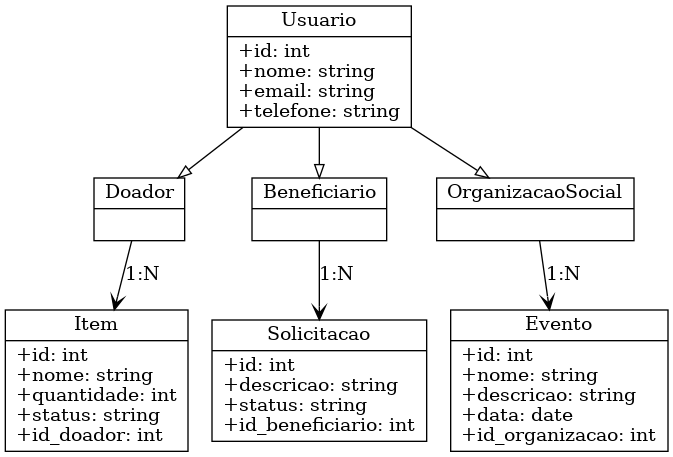 Usuario
+id: int
+nome: string
+email: string
+telefone: string
Doador
Beneficiario
OrganizacaoSocial
1:N
1:N
1:N
Item
+id: int
+nome: string
+quantidade: int
+status: string
+id_doador: int
Solicitacao
+id: int
+descricao: string
+status: string
+id_beneficiario: int
Evento
+id: int
+nome: string
+descricao: string
+data: date
+id_organizacao: int